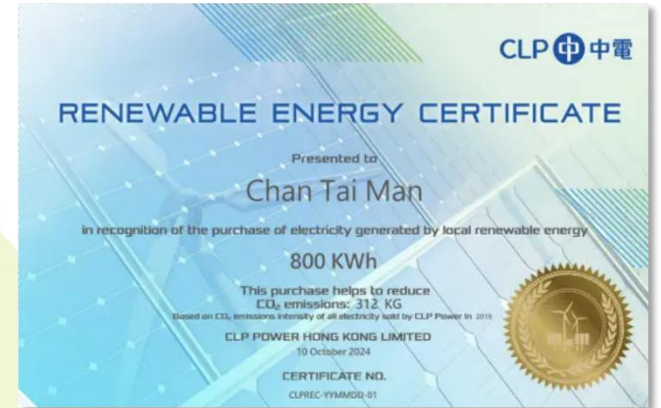 CLP 中電
RENEWABLE ENERGY CERTIFICATE
Presented to
Chan Tai Man
in recognition of the purchase of electricity generated by local renewable energy
800 KWh
This purchase helps to reduce
CO₂ emissions: 312 KG
Based on CO₂ emissions intensity of all electricity sold by CLP Power in 2019
CLP POWER HONG KONG LIMITED
10 October 2024
CERTIFICATE NO.
CLPREC-YYMMDD-01